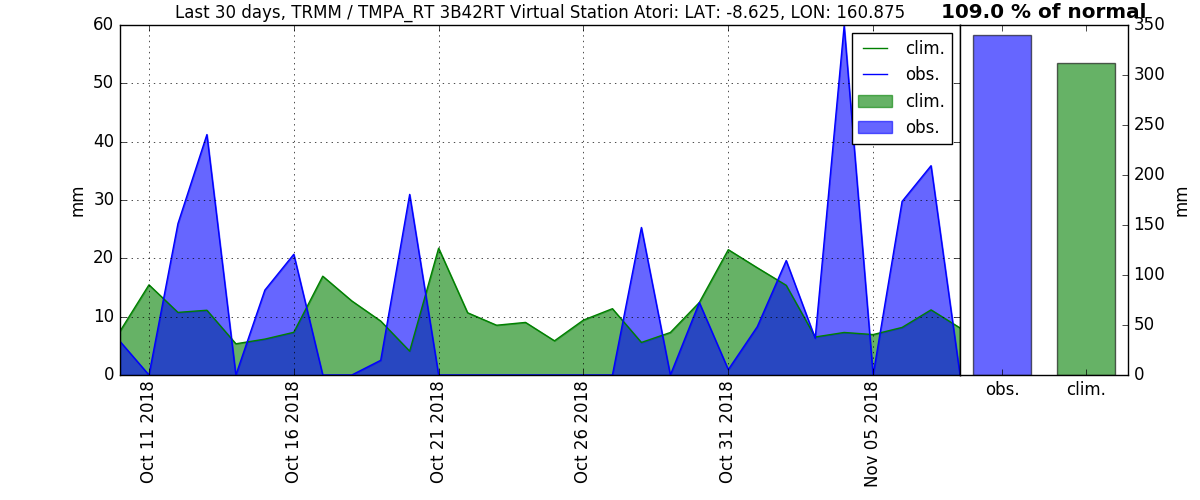 Last 30 days, TRMM / TMPA_RT 3B42RT Virtual Station Atori: LAT: -8.625, LON: 160.875
109.0 % of normal
60
50
40
30
20
10
0
mm
clim.
obs.
clim.
obs.
Oct 11 2018
Oct 16 2018
Oct 21 2018
Oct 26 2018
Oct 31 2018
Nov 05 2018
350
300
250
200
150
100
50
0
mm
obs.
clim.